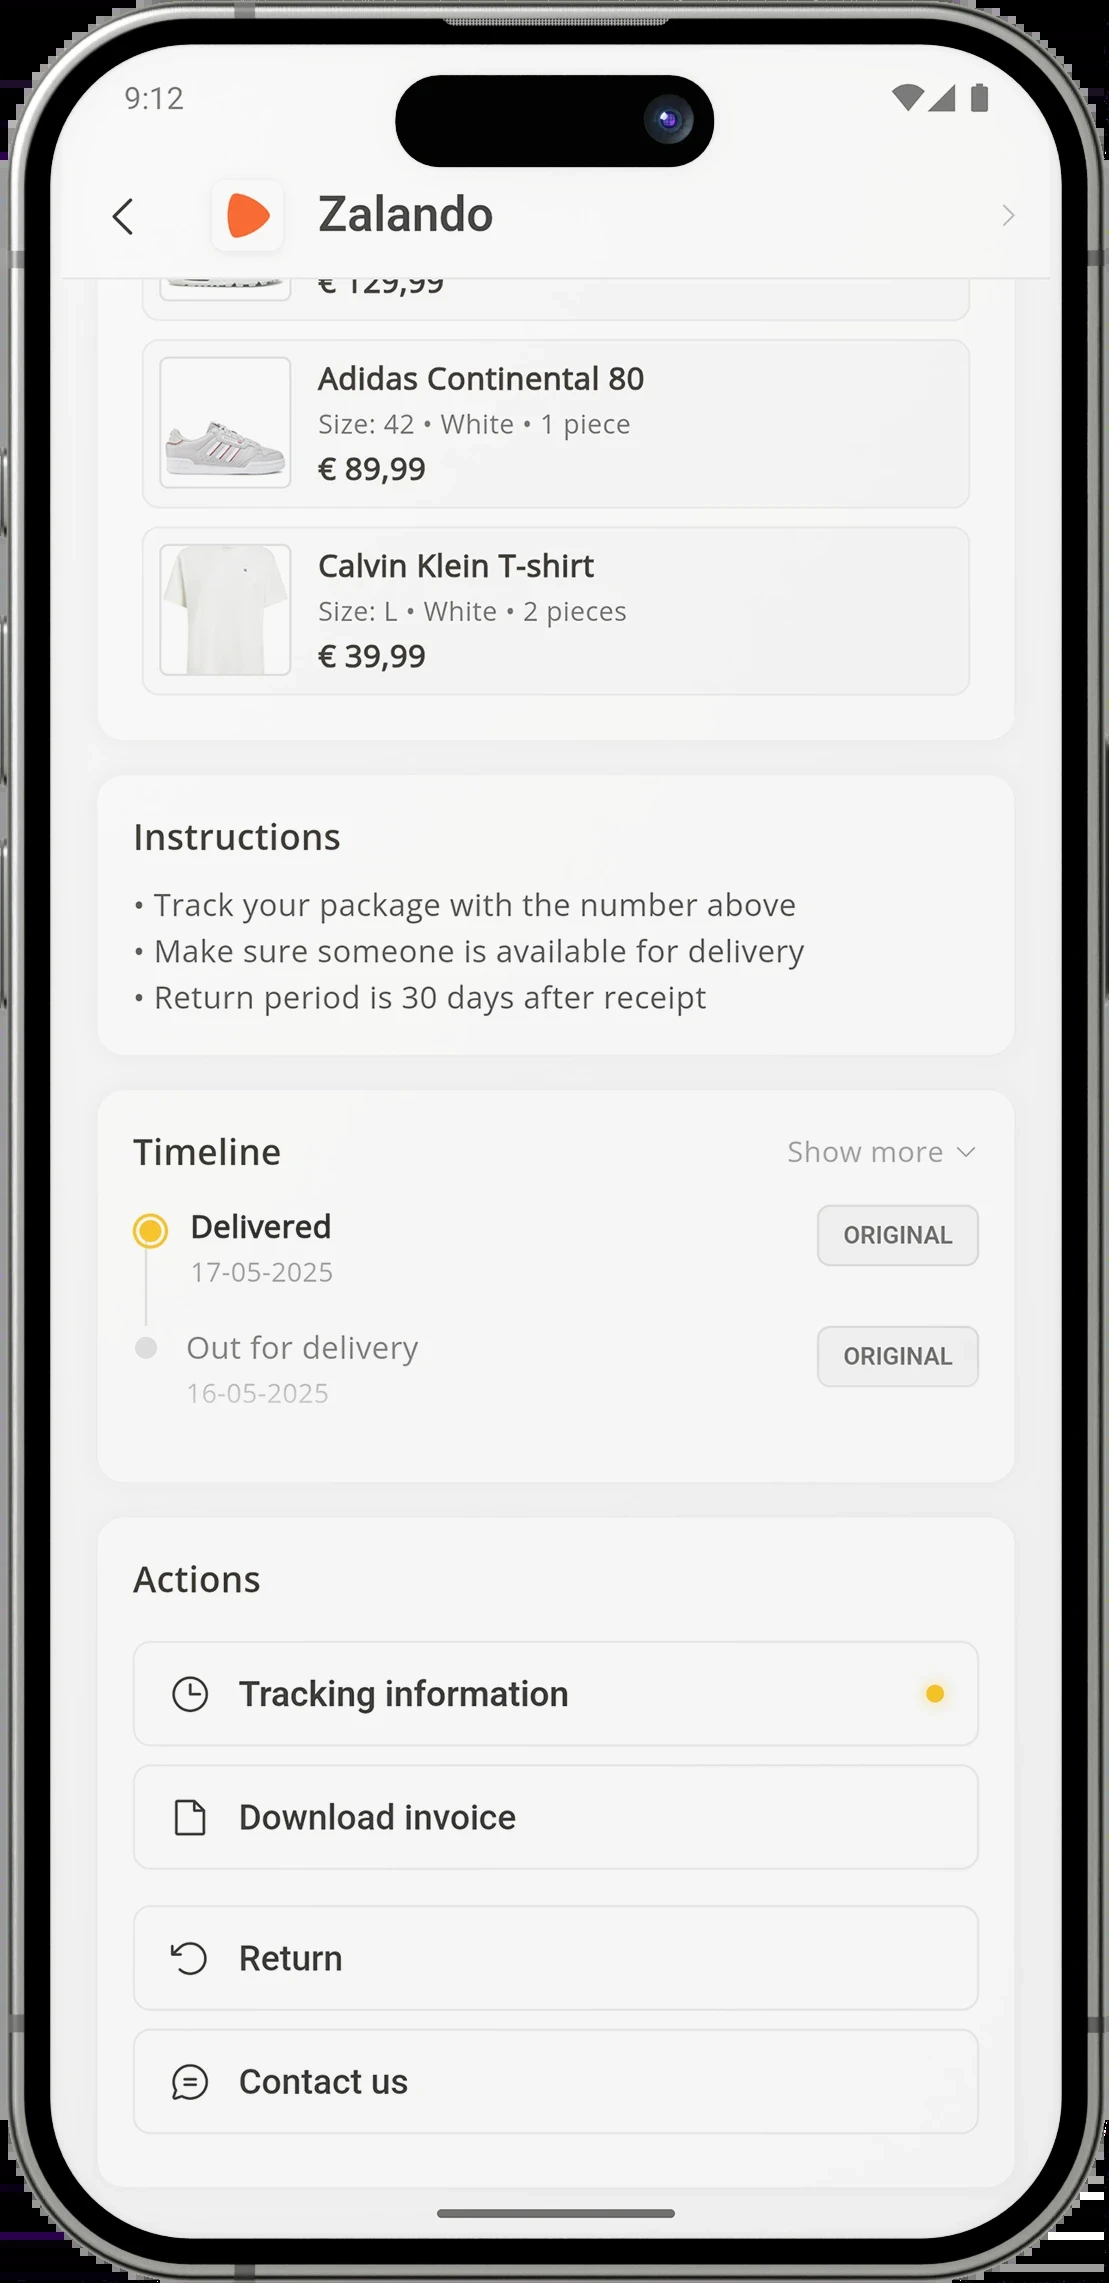 9:12
Zalando
€ 129,99
Adidas Continental 80
Size: 42 • White • 1 piece
€ 89,99
Calvin Klein T-shirt
Size: L • White • 2 pieces
€ 39,99
Instructions
• Track your package with the number above
• Make sure someone is available for delivery
• Return period is 30 days after receipt
Timeline
Show more
Delivered
ORIGINAL
17-05-2025
Out for delivery
ORIGINAL
16-05-2025
Actions
Tracking information
Download invoice
Return
Contact us